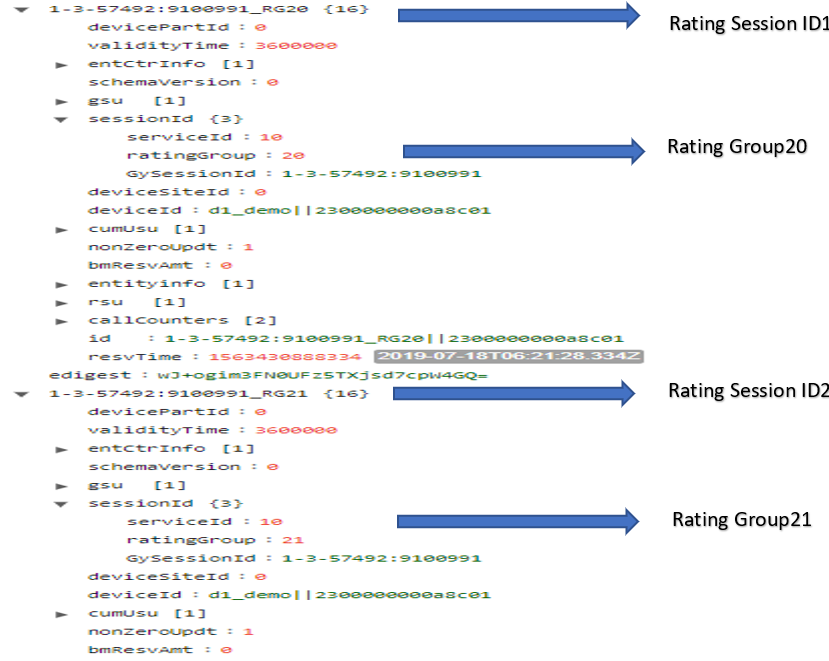 1-3-57492:9100991_RG20 {16} Rating Session ID1
devicePartId : 0
validityTime : 3600000
entCtrInfo [1]
schemaVersion : 0
gsu [1]
sessionId {3}
serviceId : 10
ratingGroup : 20 Rating Group20
GySessionId : 1-3-57492:9100991
deviceSiteId : 0
deviceId : d1_demo||2300000000a8c01
cumUsu [1]
nonZeroUpdt : 1
bmResvAmt : 0
entityinfo [1]
rsu [1]
callCounters [2]
id : 1-3-57492:9100991_RG20||2300000000a8c01
resvTime : 1563430888334 2019-07-18T06:21:28.334Z
edigest : wJ+ogim3FN0UFz5TXjsd7cpW4GQ=
1-3-57492:9100991_RG21 {16} Rating Session ID2
devicePartId : 0
validityTime : 3600000
entCtrInfo [1]
schemaVersion : 0
gsu [1]
sessionId {3}
serviceId : 10 Rating Group21
ratingGroup : 21
GySessionId : 1-3-57492:9100991
deviceSiteId : 0
deviceId : d1_demo||2300000000a8c01
cumUsu [1]
nonZeroUpdt : 1
bmResvAmt : 0